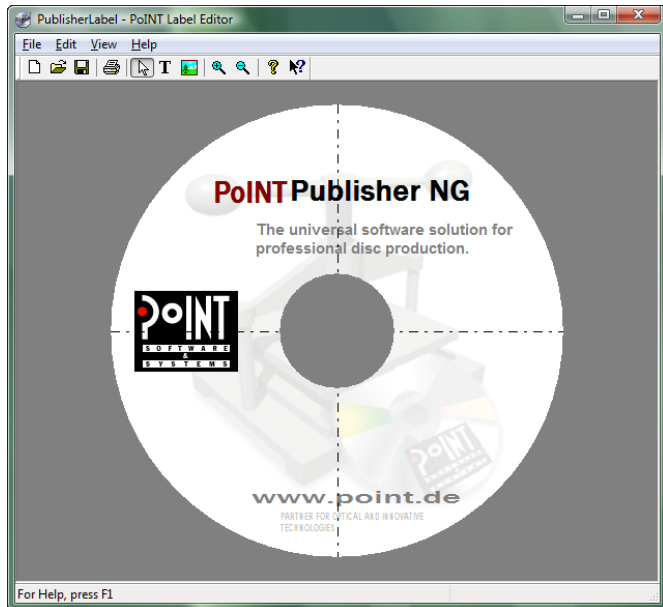 PublisherLabel - PoINT Label Editor
File Edit View Help
T
PoINT Publisher NG
The universal software solution for
professional disc production.
PoINT
SOFTWARE
&
SYSTEMS
PoINT
www.point.de
PARTNER FOR OPTICAL AND INNOVATIVE
TECHNOLOGIES
For Help, press F1